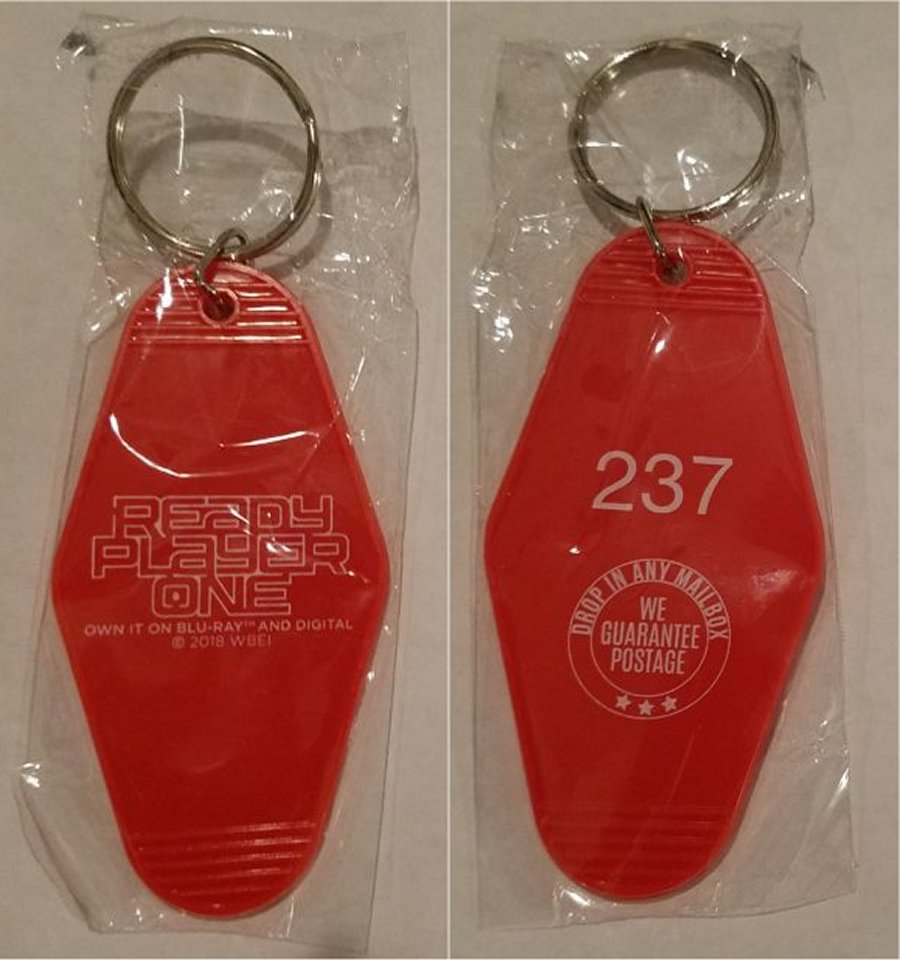 READY
PLAYER
ONE
OWN IT ON BLU-RAY™ AND DIGITAL
© 2018 WBEI
237
DROP IN ANY MAILBOX
WE
GUARANTEE
POSTAGE